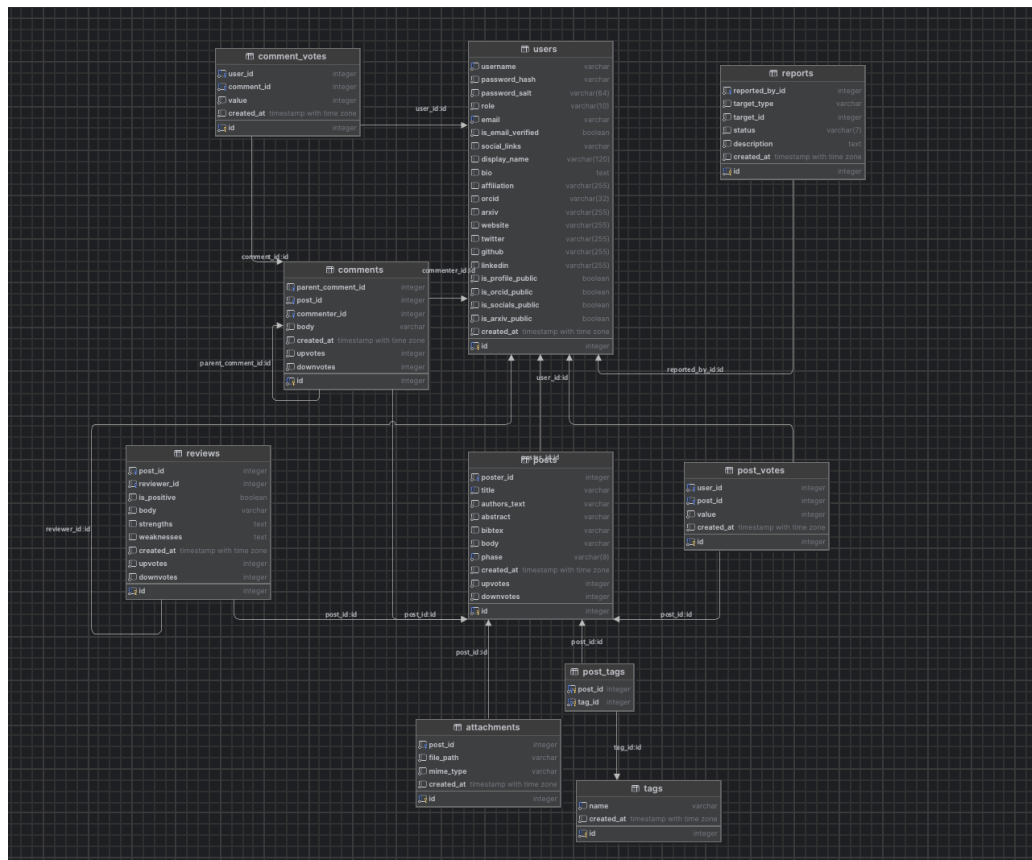 comment_votes
user_id integer
comment_id integer
value integer
created_at timestamp with time zone
id integer
users
username varchar
password_hash varchar
password_salt varchar(64)
role varchar(10)
email varchar
is_email_verified boolean
social_links varchar
display_name varchar(120)
bio text
affiliation varchar(255)
orcid varchar(32)
arxiv varchar(255)
website varchar(255)
twitter varchar(255)
github varchar(255)
linkedin varchar(255)
is_profile_public boolean
is_orcid_public boolean
is_socials_public boolean
is_arxiv_public boolean
created_at timestamp with time zone
id integer
reports
reported_by_id integer
target_type varchar
target_id integer
status varchar(7)
description text
created_at timestamp with time zone
id integer
user_id:id
comment_id:id
commenter_id:id
comments
parent_comment_id integer
post_id integer
commenter_id integer
body varchar
created_at timestamp with time zone
upvotes integer
downvotes integer
id integer
parent_comment_id:id
reported_by_id:id
user_id:id
reviews
post_id integer
reviewer_id integer
is_positive boolean
body varchar
strengths text
weaknesses text
created_at timestamp with time zone
upvotes integer
downvotes integer
id integer
reviewer_id:id
poster_id:id
posts
poster_id integer
title varchar
authors_text varchar
abstract varchar
bibtex varchar
body varchar
phase varchar(9)
created_at timestamp with time zone
upvotes integer
downvotes integer
id integer
post_votes
user_id integer
post_id integer
value integer
created_at timestamp with time zone
id integer
post_id:id
post_id:id
post_id:id
post_id:id
post_id:id
post_tags
post_id integer
tag_id integer
attachments
post_id integer
file_path varchar
mime_type varchar
created_at timestamp with time zone
id integer
tag_id:id
tags
name varchar
created_at timestamp with time zone
id integer